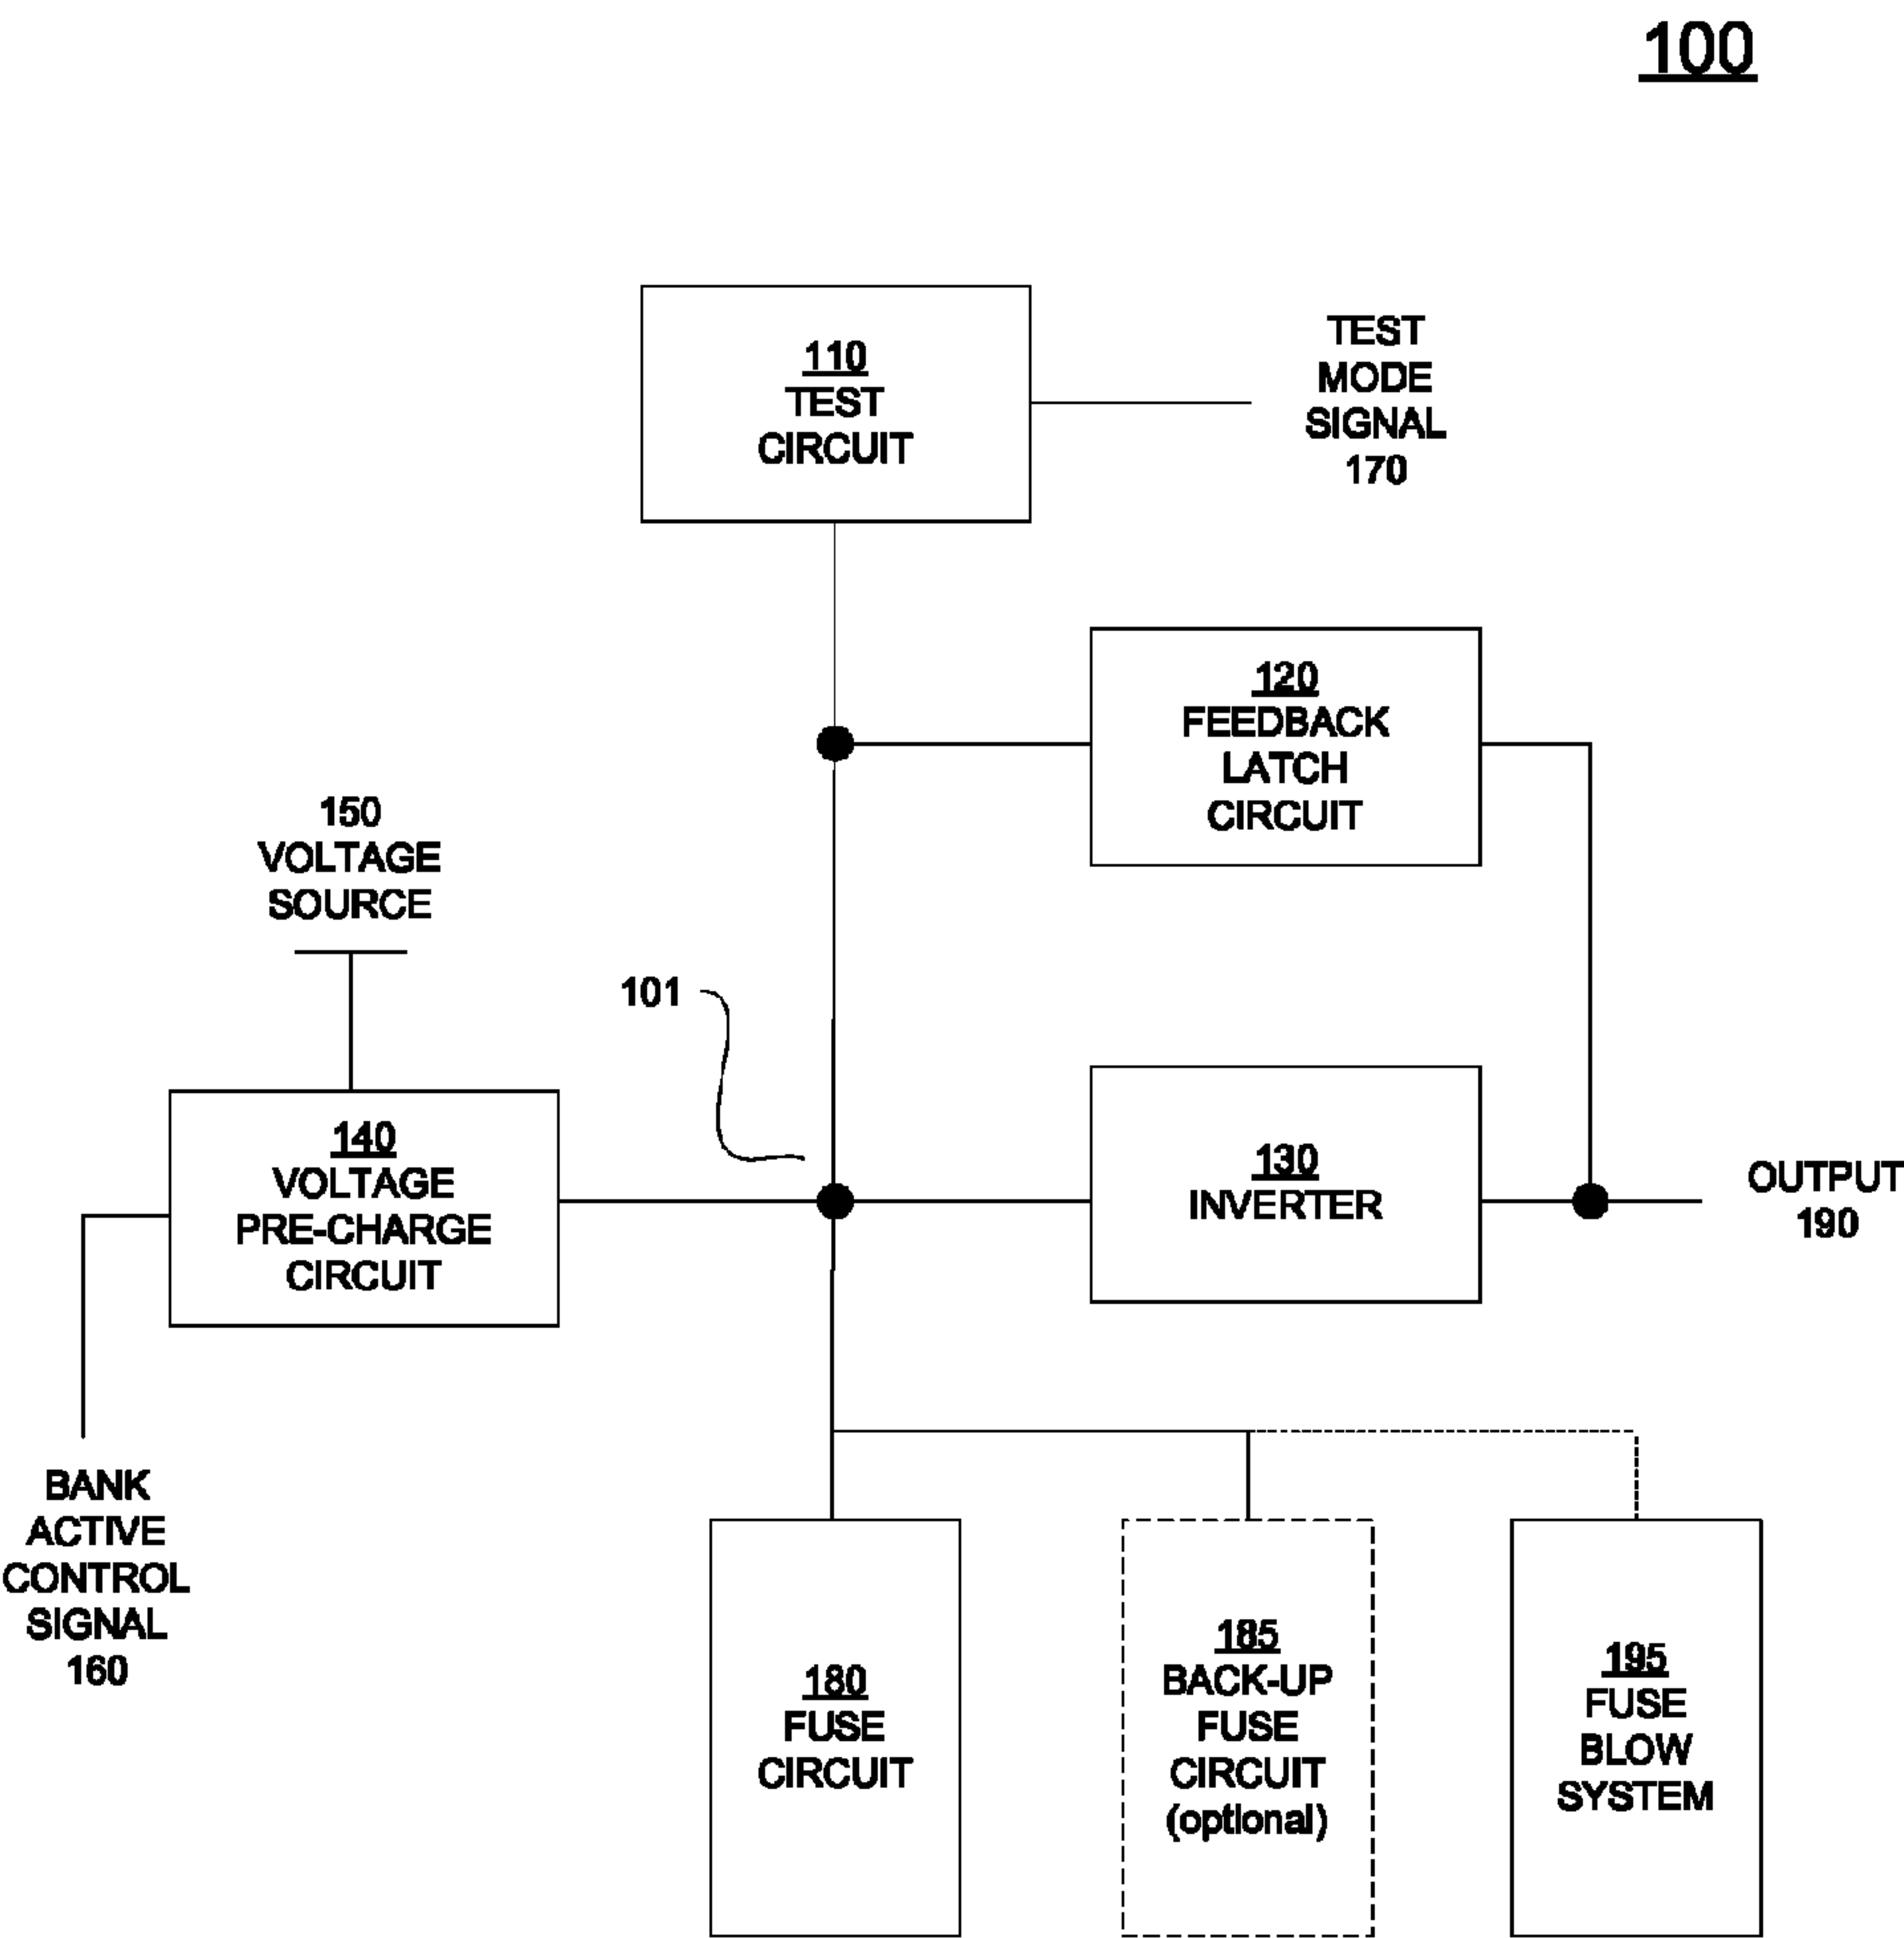 100
110
TEST
CIRCUIT
TEST
MODE
SIGNAL
170
120
FEEDBACK
LATCH
CIRCUIT
150
VOLTAGE
SOURCE
101
140
VOLTAGE
PRE-CHARGE
CIRCUIT
130
INVERTER
OUTPUT
190
BANK
ACTIVE
CONTROL
SIGNAL
160
180
FUSE
CIRCUIT
185
BACK-UP
FUSE
CIRCUIT
(optional)
195
FUSE
BLOW
SYSTEM